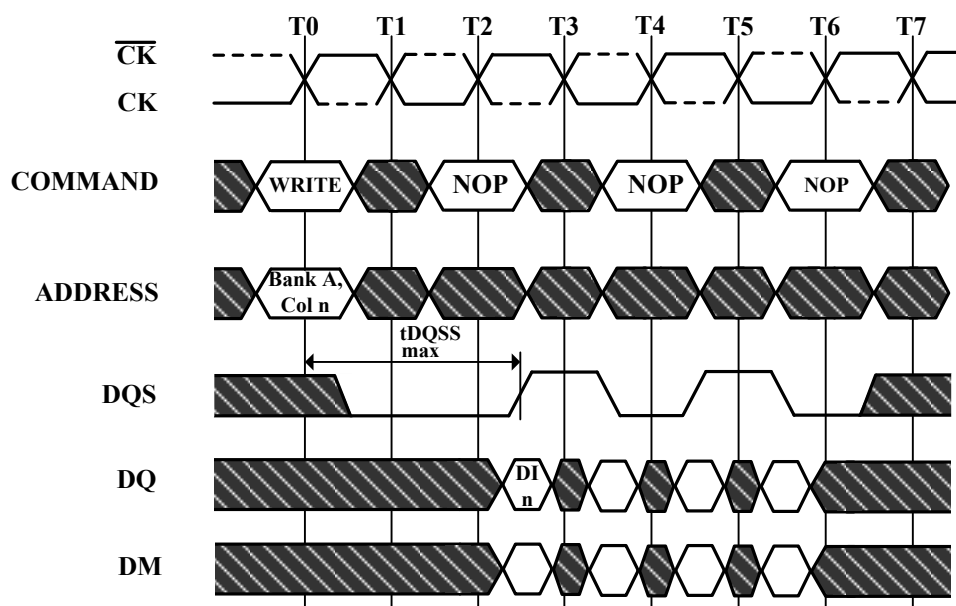 T0 T1 T2 T3 T4 T5 T6 T7
CK
CK
COMMAND WRITE NOP NOP NOP
ADDRESS Bank A,
Col n
tDQSS
max
DQS
DQ DI
n
DM